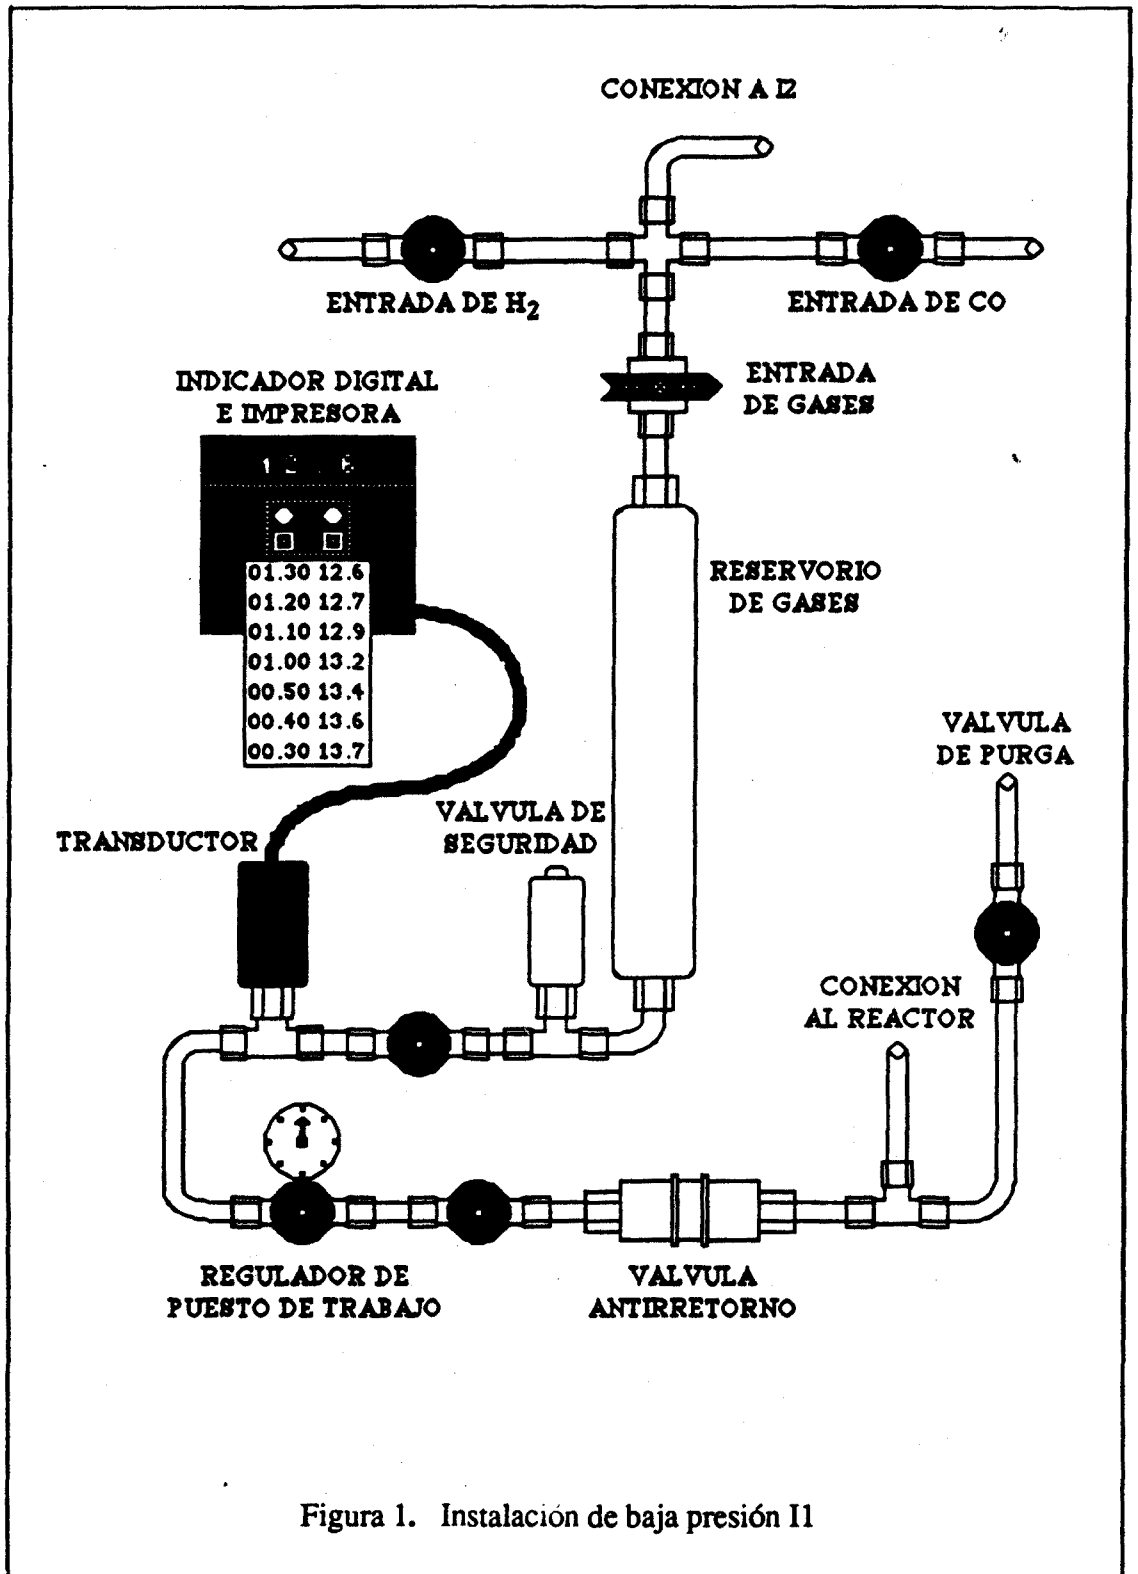 CONEXION A I2
ENTRADA DE H2
ENTRADA DE CO
INDICADOR DIGITAL
E IMPRESORA
ENTRADA
DE GASES
01.30 12.6
01.20 12.7
01.10 12.9
01.00 13.2
00.50 13.4
00.40 13.6
00.30 13.7
RESERVORIO
DE GASES
VALVULA
DE PURGA
VALVULA DE
SEGURIDAD
TRANSDUCTOR
CONEXION
AL REACTOR
REGULADOR DE
PUESTO DE TRABAJO
VALVULA
ANTIRRETORNO
Figura 1. Instalación de baja presión I1